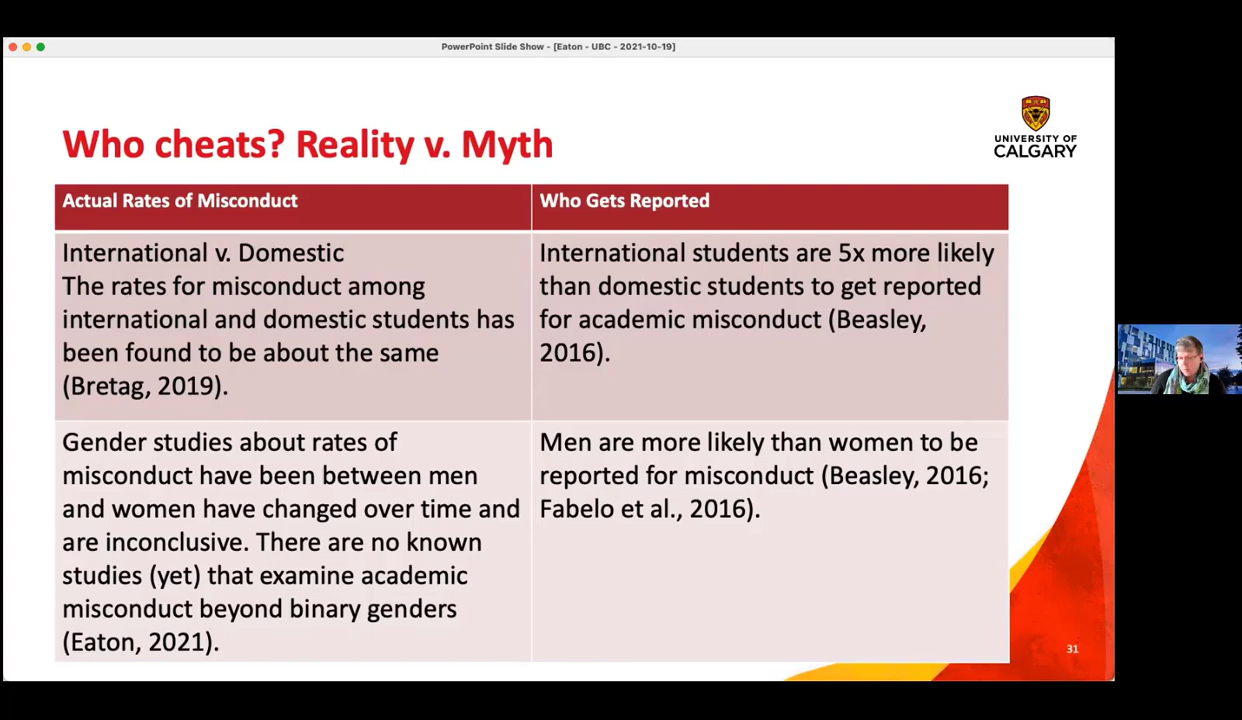 PowerPoint Slide Show - [Eaton - UBC - 2021-10-19]
UNIVERSITY OF
CALGARY
Who cheats? Reality v. Myth
Actual Rates of Misconduct
Who Gets Reported
International v. Domestic
The rates for misconduct among
international and domestic students has
been found to be about the same
(Bretag, 2019).
International students are 5x more likely
than domestic students to get reported
for academic misconduct (Beasley,
2016).
Gender studies about rates of
misconduct have been between men
and women have changed over time and
are inconclusive. There are no known
studies (yet) that examine academic
misconduct beyond binary genders
(Eaton, 2021).
Men are more likely than women to be
reported for misconduct (Beasley, 2016;
Fabelo et al., 2016).
31